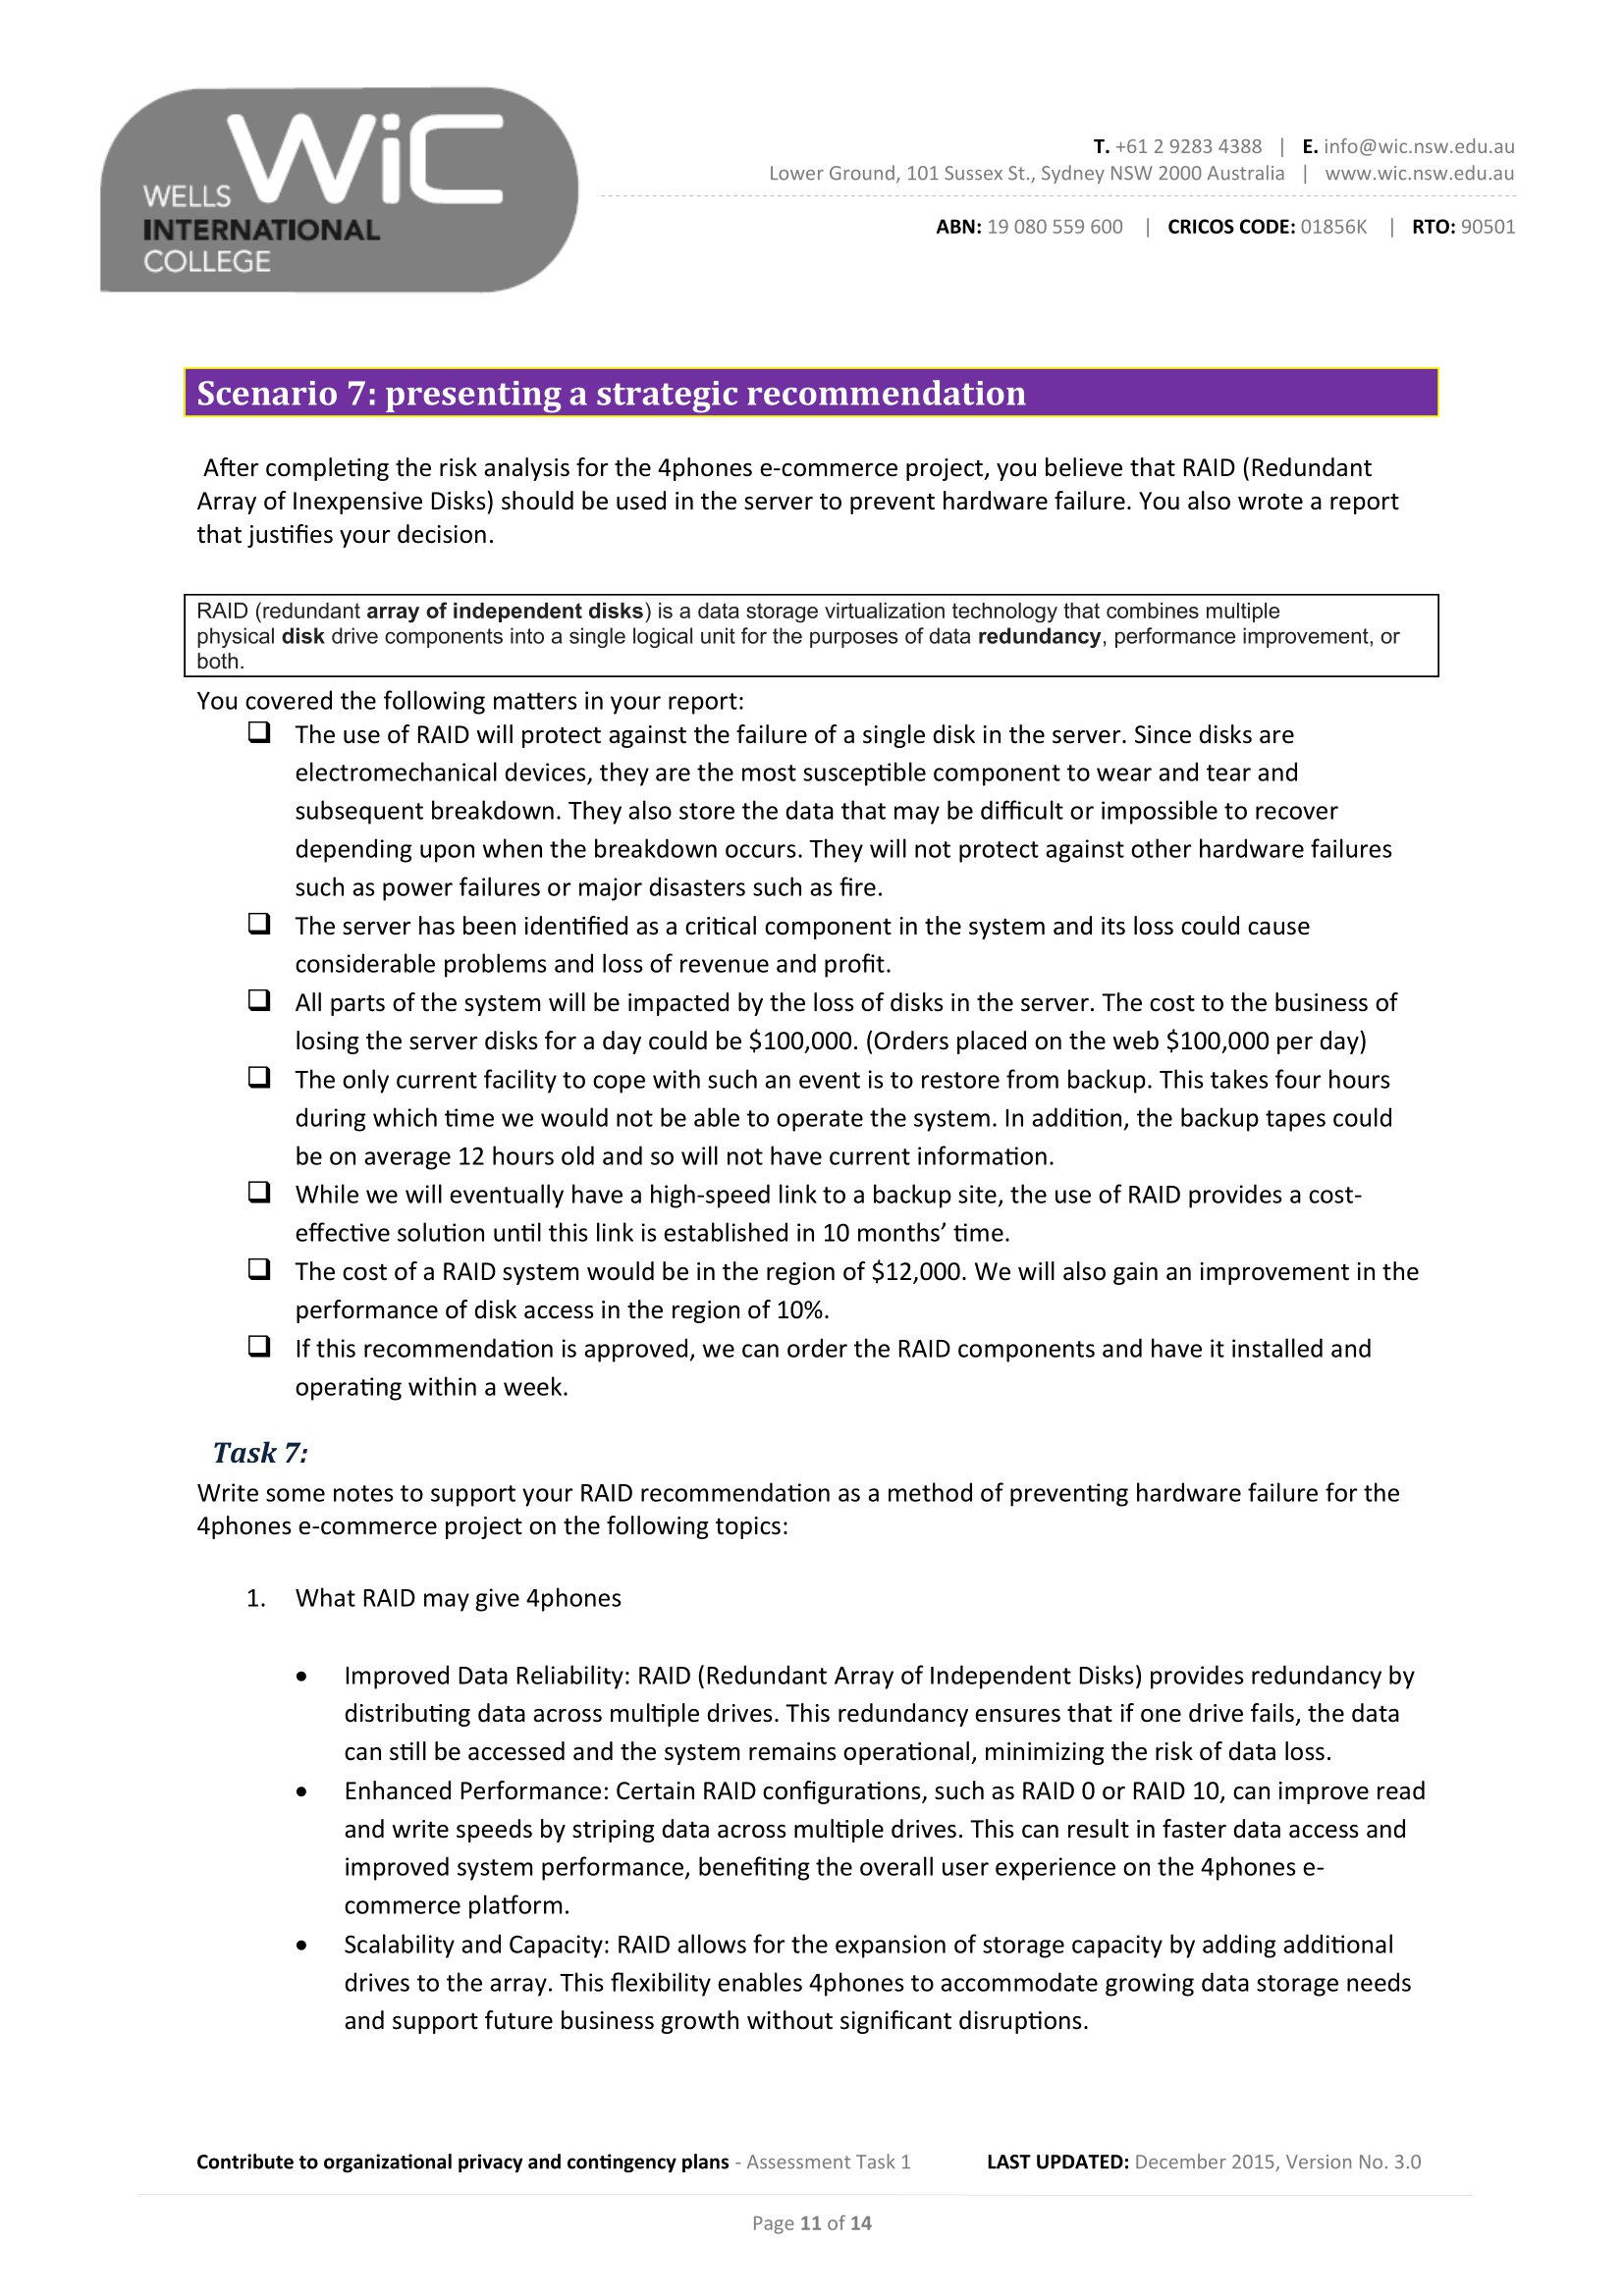 WiC
WELLS
INTERNATIONAL
COLLEGE
T. +61 2 9283 4388 | E. info@wic.nsw.edu.au
Lower Ground, 101 Sussex St., Sydney NSW 2000 Australia | www.wic.nsw.edu.au
ABN: 19 080 559 600 | CRICOS CODE: 01856K | RTO: 90501
Scenario 7: presenting a strategic recommendation
After completing the risk analysis for the 4phones e-commerce project, you believe that RAID (Redundant
Array of Inexpensive Disks) should be used in the server to prevent hardware failure. You also wrote a report
that justifies your decision.
RAID (redundant array of independent disks) is a data storage virtualization technology that combines multiple
physical disk drive components into a single logical unit for the purposes of data redundancy, performance improvement, or
both.
You covered the following matters in your report:
❑ The use of RAID will protect against the failure of a single disk in the server. Since disks are
electromechanical devices, they are the most susceptible component to wear and tear and
subsequent breakdown. They also store the data that may be difficult or impossible to recover
depending upon when the breakdown occurs. They will not protect against other hardware failures
such as power failures or major disasters such as fire.
❑ The server has been identified as a critical component in the system and its loss could cause
considerable problems and loss of revenue and profit.
❑ All parts of the system will be impacted by the loss of disks in the server. The cost to the business of
losing the server disks for a day could be $100,000. (Orders placed on the web $100,000 per day)
❑ The only current facility to cope with such an event is to restore from backup. This takes four hours
during which time we would not be able to operate the system. In addition, the backup tapes could
be on average 12 hours old and so will not have current information.
❑ While we will eventually have a high-speed link to a backup site, the use of RAID provides a cost-
effective solution until this link is established in 10 months’ time.
❑ The cost of a RAID system would be in the region of $12,000. We will also gain an improvement in the
performance of disk access in the region of 10%.
❑ If this recommendation is approved, we can order the RAID components and have it installed and
operating within a week.
Task 7:
Write some notes to support your RAID recommendation as a method of preventing hardware failure for the
4phones e-commerce project on the following topics:
1. What RAID may give 4phones
• Improved Data Reliability: RAID (Redundant Array of Independent Disks) provides redundancy by
distributing data across multiple drives. This redundancy ensures that if one drive fails, the data
can still be accessed and the system remains operational, minimizing the risk of data loss.
• Enhanced Performance: Certain RAID configurations, such as RAID 0 or RAID 10, can improve read
and write speeds by striping data across multiple drives. This can result in faster data access and
improved system performance, benefiting the overall user experience on the 4phones e-
commerce platform.
• Scalability and Capacity: RAID allows for the expansion of storage capacity by adding additional
drives to the array. This flexibility enables 4phones to accommodate growing data storage needs
and support future business growth without significant disruptions.
Contribute to organizational privacy and contingency plans - Assessment Task 1 LAST UPDATED: December 2015, Version No. 3.0
Page 11 of 14